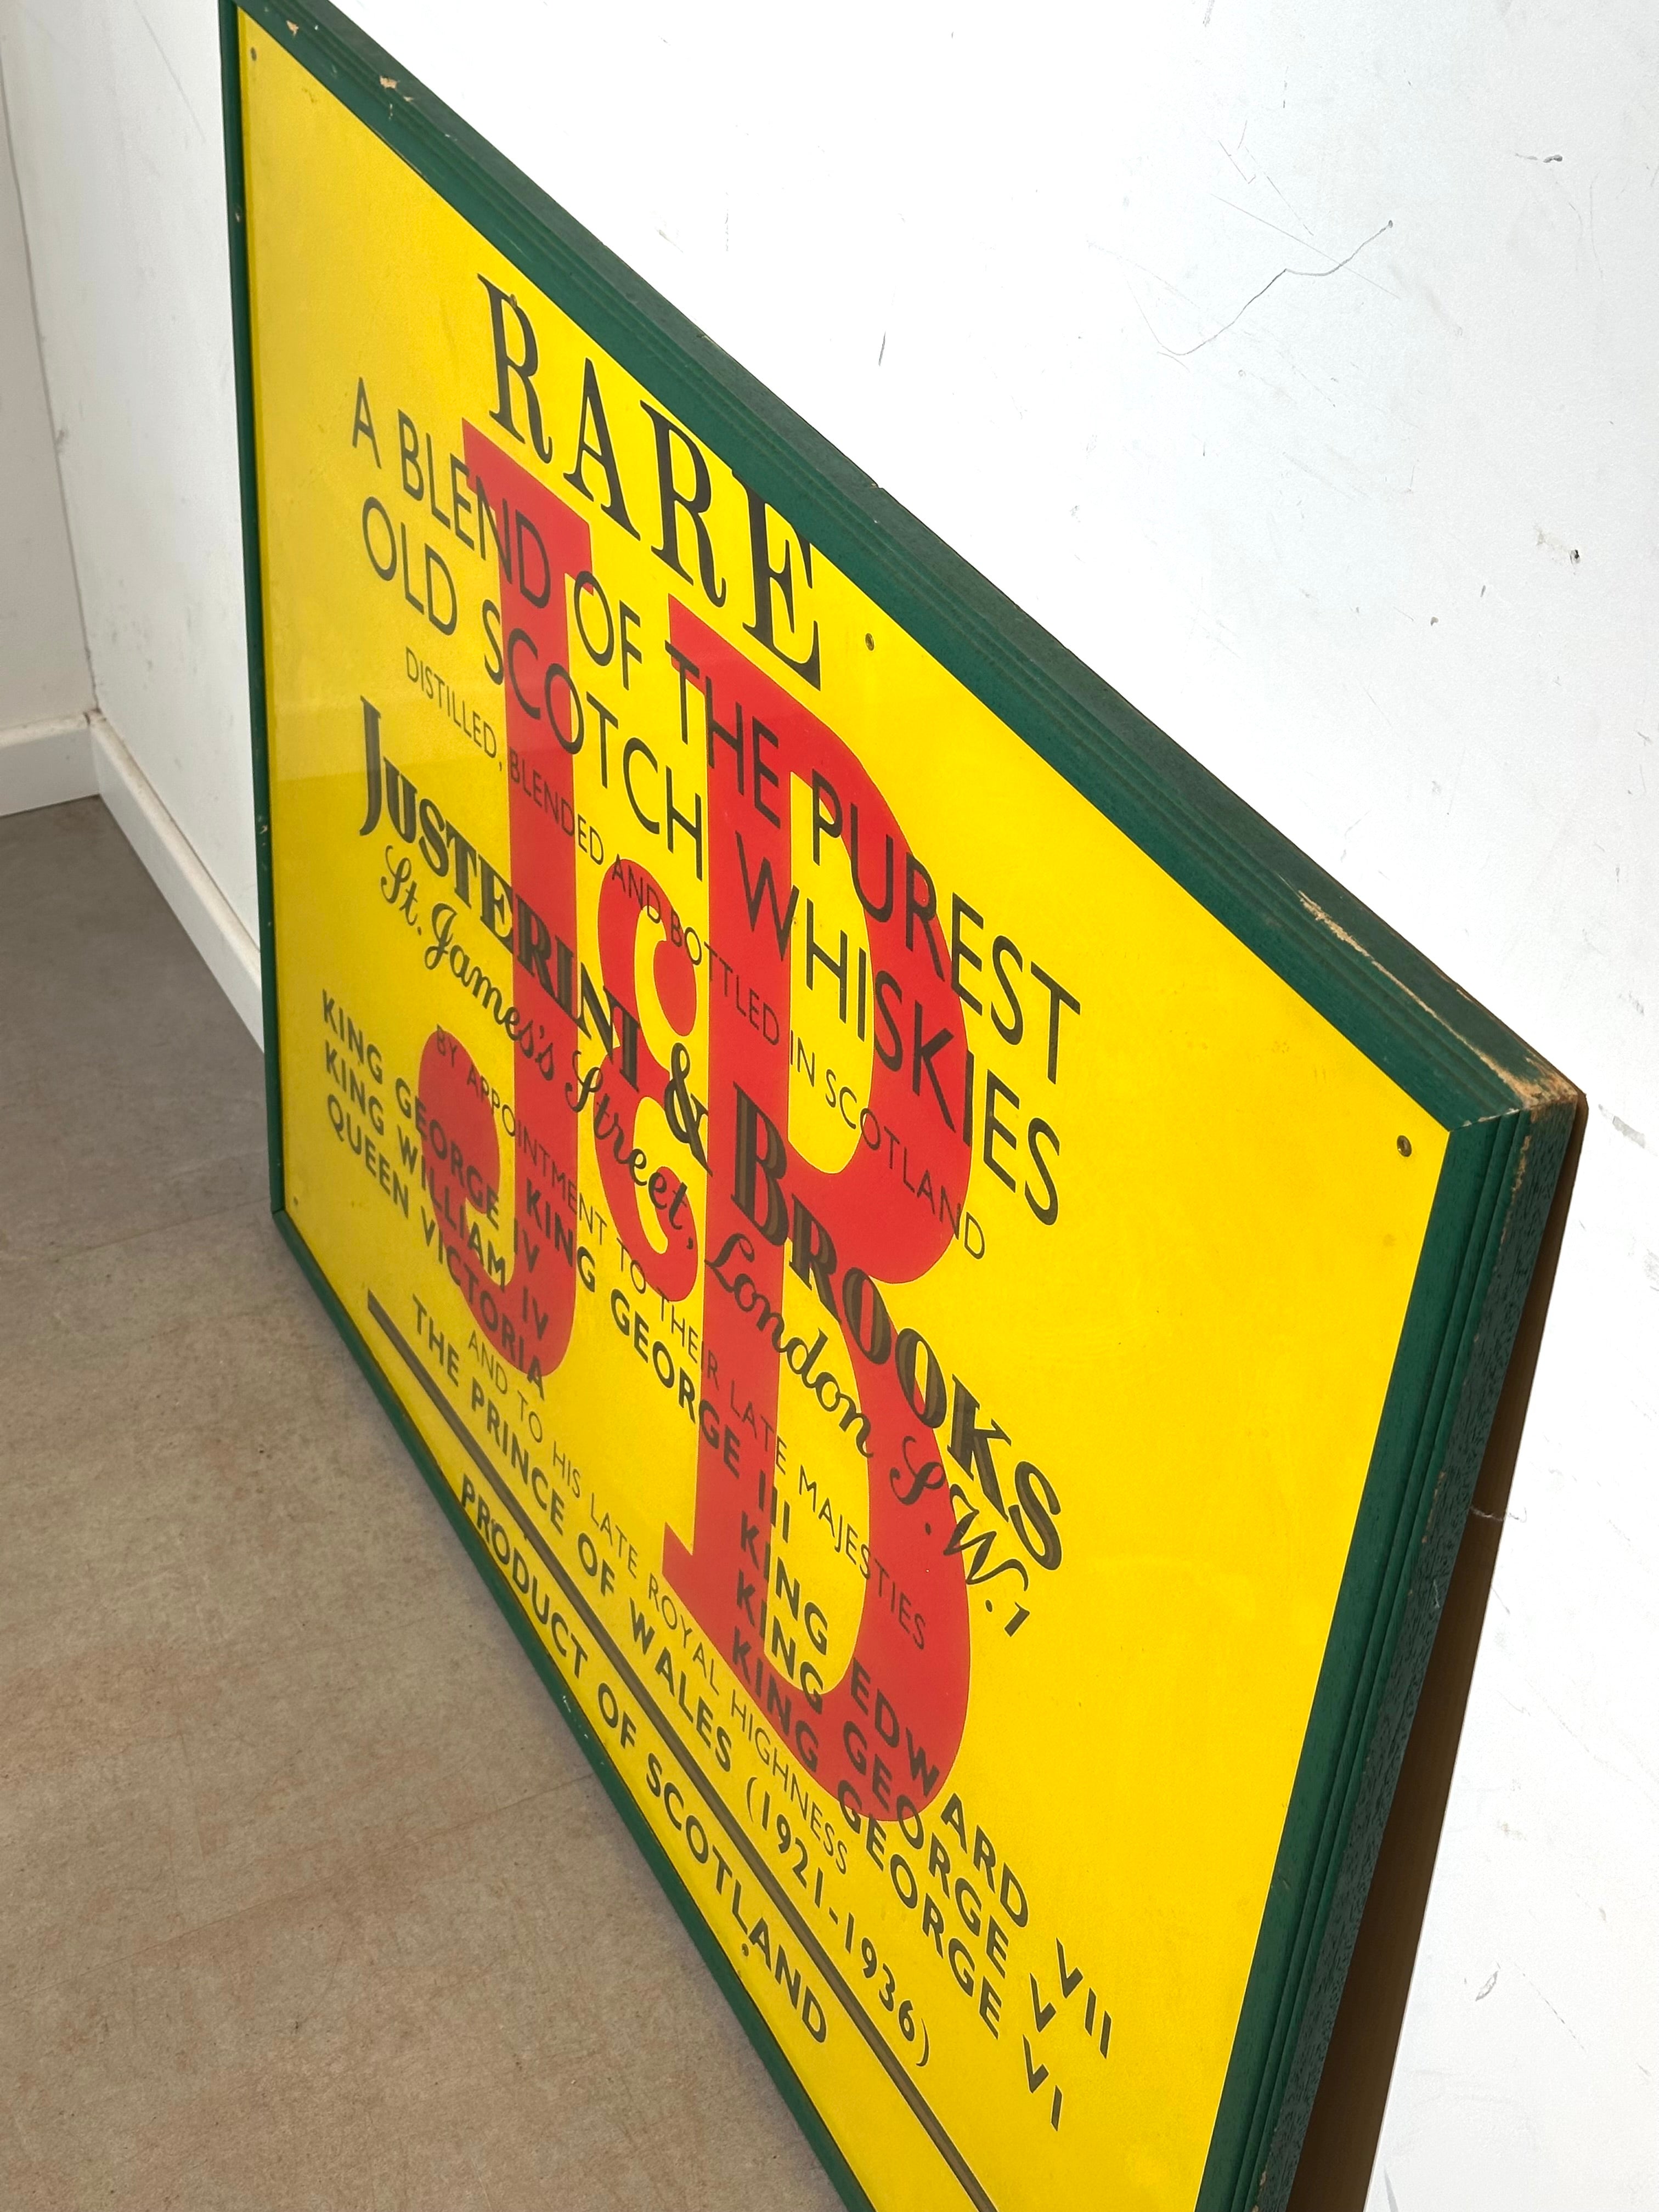 RARE
J&B
A BLEND OF THE PUREST
OLD SCOTCH WHISKIES
DISTILLED, BLENDED AND BOTTLED IN SCOTLAND
JUSTERINI & BROOKS
St. James's Street, London S.W.1
BY APPOINTMENT TO THEIR LATE MAJESTIES
KING GEORGE III
KING GEORGE IV KING EDWARD VII
KING WILLIAM IV KING GEORGE V
QUEEN VICTORIA KING GEORGE VI
AND TO HIS LATE ROYAL HIGHNESS
THE PRINCE OF WALES (1921-1936)
PRODUCT OF SCOTLAND